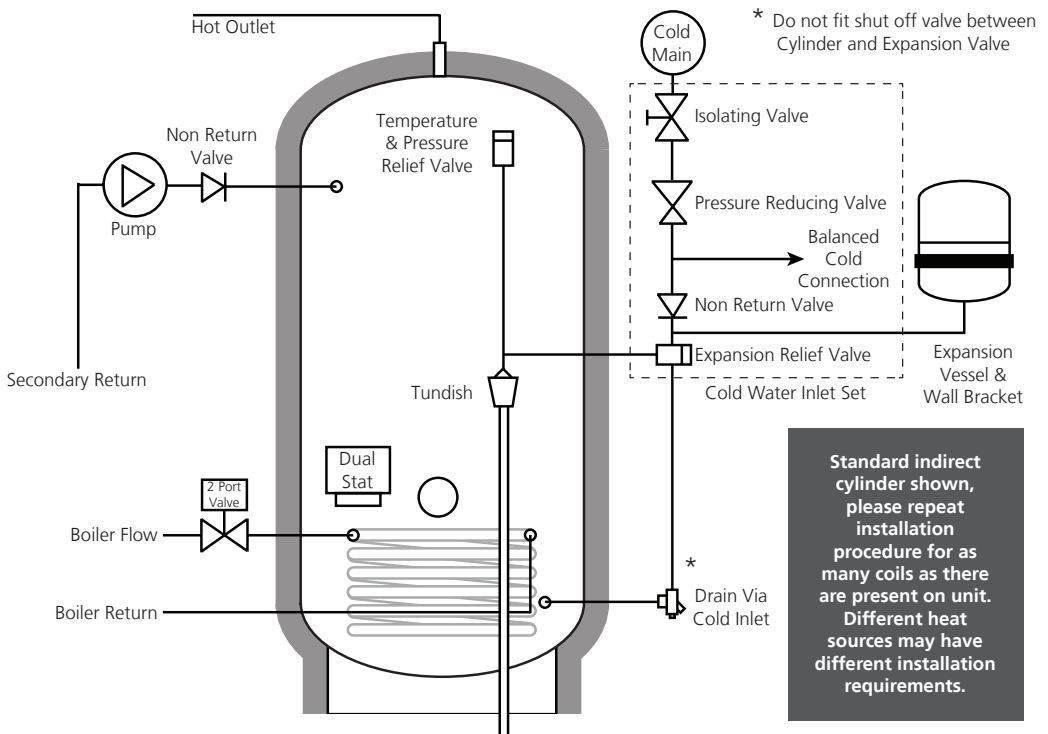 Hot Outlet
* Do not fit shut off valve between
Cylinder and Expansion Valve
Cold
Main
Isolating Valve
Temperature
& Pressure
Relief Valve
Non Return
Valve
Pump
Pressure Reducing Valve
Balanced
Cold
Connection
Non Return Valve
Expansion Relief Valve
Cold Water Inlet Set
Expansion
Vessel &
Wall Bracket
Secondary Return
Tundish
Dual
Stat
2 Port
Valve
Boiler Flow
Boiler Return
*
Drain Via
Cold Inlet
Standard indirect
cylinder shown,
please repeat
installation
procedure for as
many coils as there
are present on unit.
Different heat
sources may have
different installation
requirements.